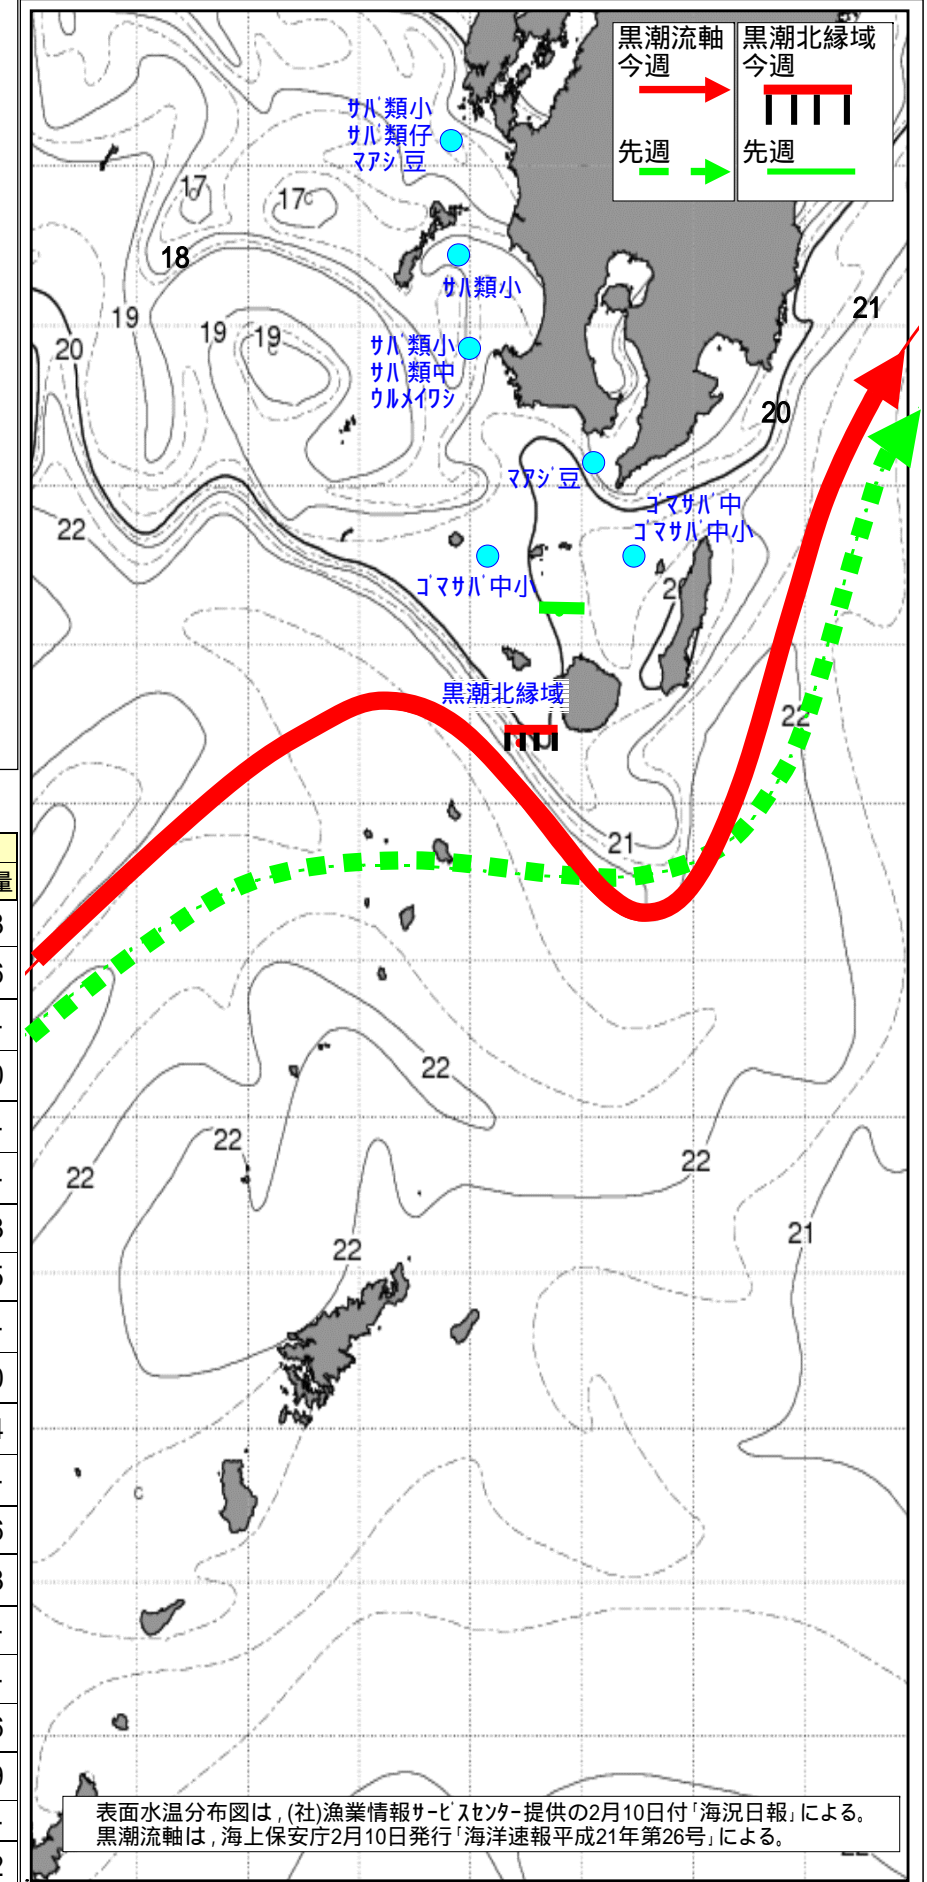 黒潮流軸
今週
先週
黒潮北縁域
今週
先週
ｻﾊﾞ類小
ｻﾊﾞ類仔
ﾏｱｼﾞ豆
17
17
18
ｻﾊﾞ類小
19
19
19
21
20
ｻﾊﾞ類小
ｻﾊﾞ類中
ｳﾙﾒｲﾜｼ
20
ﾏｱｼﾞ豆
ｺﾞﾏｻﾊﾞ中
ｺﾞﾏｻﾊﾞ中小
22
ｺﾞﾏｻﾊﾞ中小
黒潮北縁域
22
21
量
22
22
22
22
21
22
表面水温分布図は，(社)漁業情報ｻｰﾋﾞｽｾﾝﾀｰ提供の2月10日付「海況日報」による。
黒潮流軸は，海上保安庁2月10日発行「海洋速報平成21年第26号」による。